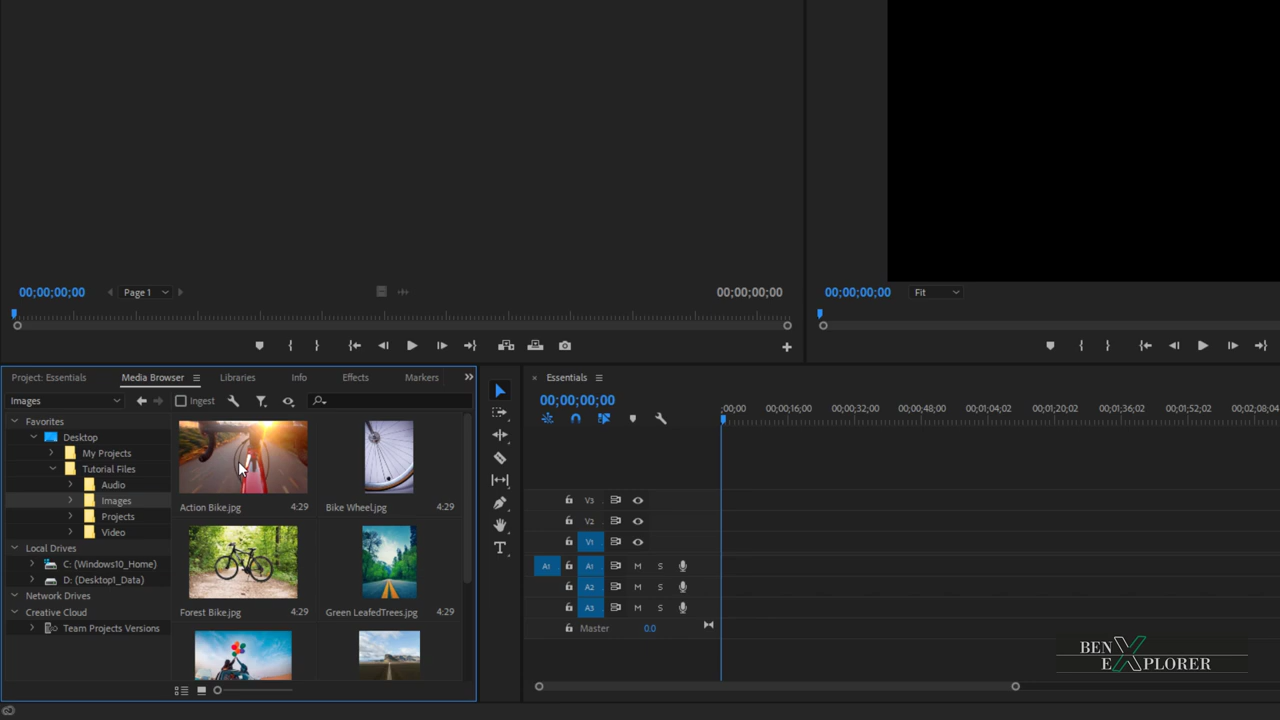 00;00;00;00 Page 1 00;00;00;00
00;00;00;00 Fit
Project: Essentials Media Browser Libraries Info Effects Markers
Images Ingest
Favorites
Desktop
My Projects
Tutorial Files
Audio
Images
Projects
Video
Local Drives
C: (Windows10_Home)
D: (Desktop1_Data)
Network Drives
Creative Cloud
Team Projects Versions
Action Bike.jpg 4:29
Bike Wheel.jpg 4:29
Forest Bike.jpg 4:29
Green LeafedTrees.jpg 4:29
Essentials
00;00;00;00
;00;00 00;00;16;00 00;00;32;00 00;00;48;00 00;01;04;02 00;01;20;02 00;01;36;02 00;01;52;02 00;02;08;04
V3
V2
V1
A1 A1 M S
A2 M S
A3 M S
Master 0.0
BEN
EXPLORER